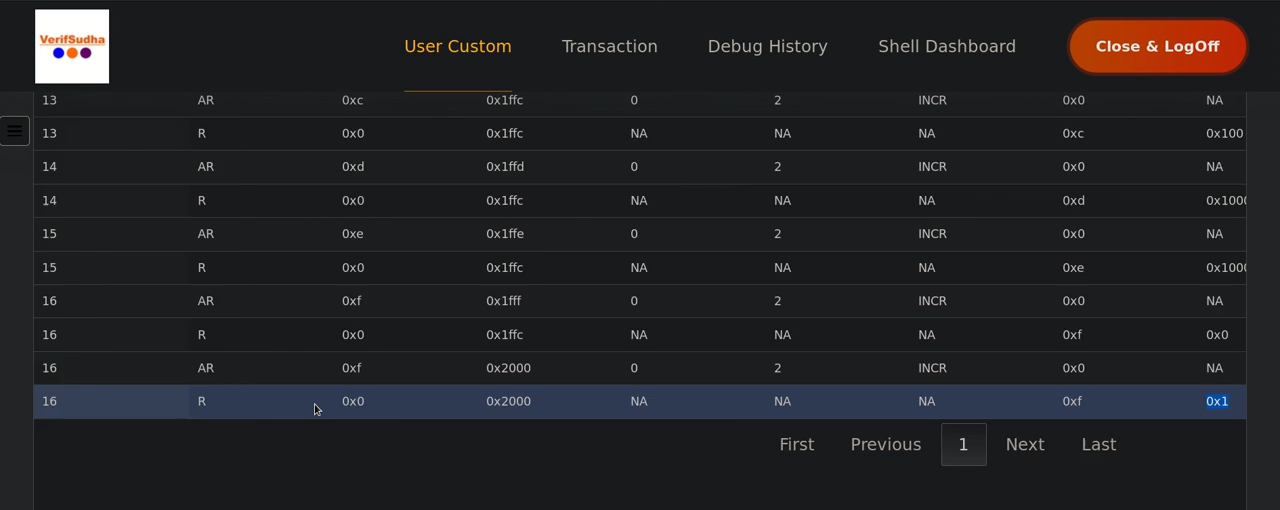 VerifSudha
User Custom Transaction Debug History Shell Dashboard Close & LogOff
13 AR 0xc 0x1ffc 0 2 INCR 0x0 NA
13 R 0x0 0x1ffc NA NA NA 0xc 0x100
14 AR 0xd 0x1ffd 0 2 INCR 0x0 NA
14 R 0x0 0x1ffc NA NA NA 0xd 0x1000
15 AR 0xe 0x1ffe 0 2 INCR 0x0 NA
15 R 0x0 0x1ffc NA NA NA 0xe 0x1000
16 AR 0xf 0x1fff 0 2 INCR 0x0 NA
16 R 0x0 0x1ffc NA NA NA 0xf 0x0
16 AR 0xf 0x2000 0 2 INCR 0x0 NA
16 R 0x0 0x2000 NA NA NA 0xf 0x1
First Previous 1 Next Last